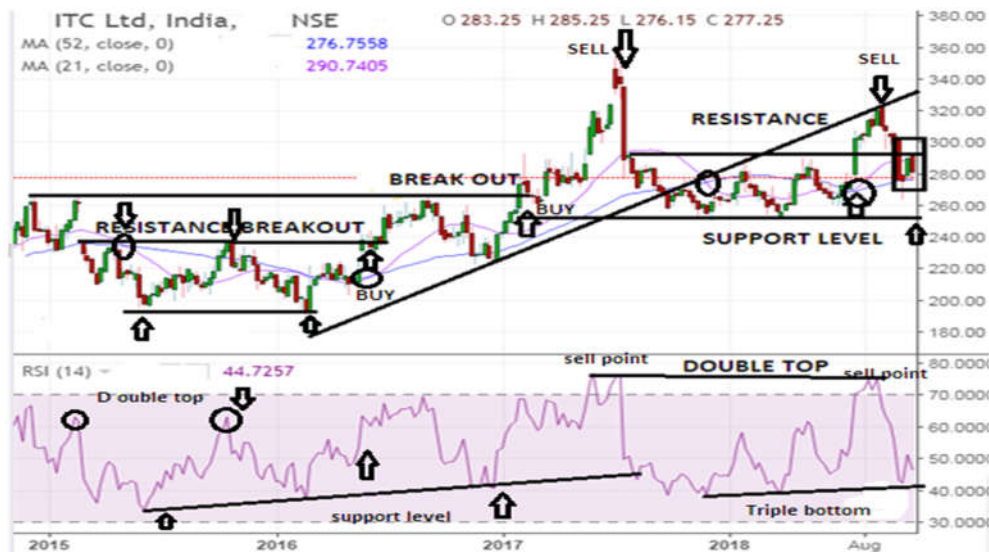 ITC Ltd, India, NSE O 283.25 H 285.25 L 276.15 C 277.25
MA (52, close, 0) 276.7558
MA (21, close, 0) 290.7405
380.00
360.00
340.00
320.00
300.00
280.00
260.00
240.00
220.00
200.00
180.00
SELL
SELL
RESISTANCE
BREAK OUT
BUY
RESISTANCE BREAKOUT
SUPPORT LEVEL
BUY
RSI (14) 44.7257
80.0000
70.0000
60.0000
50.0000
40.0000
30.0000
sell point
DOUBLE TOP
sell point
D ouble top
support level
Triple bottom
2015 2016 2017 2018 Aug